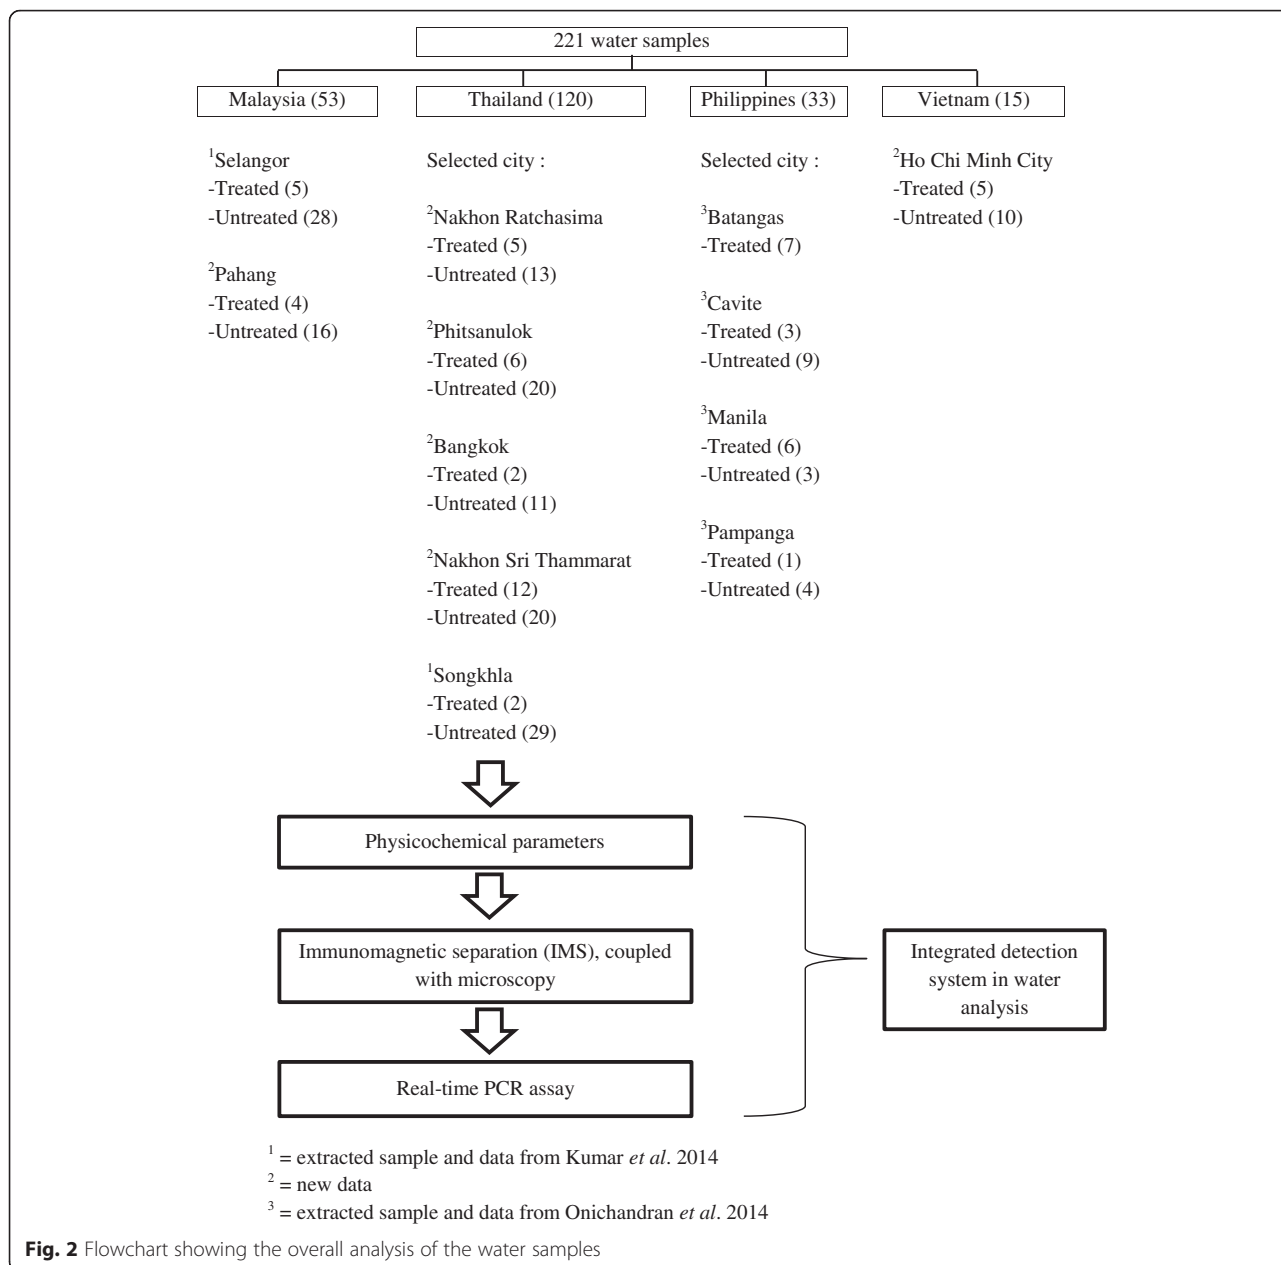 221 water samples
Malaysia (53)
Thailand (120)
Philippines (33)
Vietnam (15)
¹Selangor
-Treated (5)
-Untreated (28)
²Pahang
-Treated (4)
-Untreated (16)
Selected city :
²Nakhon Ratchasima
-Treated (5)
-Untreated (13)
²Phitsanulok
-Treated (6)
-Untreated (20)
²Bangkok
-Treated (2)
-Untreated (11)
²Nakhon Sri Thammarat
-Treated (12)
-Untreated (20)
¹Songkhla
-Treated (2)
-Untreated (29)
Selected city :
³Batangas
-Treated (7)
³Cavite
-Treated (3)
-Untreated (9)
³Manila
-Treated (6)
-Untreated (3)
³Pampanga
-Treated (1)
-Untreated (4)
²Ho Chi Minh City
-Treated (5)
-Untreated (10)
Physicochemical parameters
Immunomagnetic separation (IMS), coupled
with microscopy
Real-time PCR assay
Integrated detection
system in water
analysis
¹ = extracted sample and data from Kumar et al. 2014
² = new data
³ = extracted sample and data from Onichandran et al. 2014
Fig. 2 Flowchart showing the overall analysis of the water samples